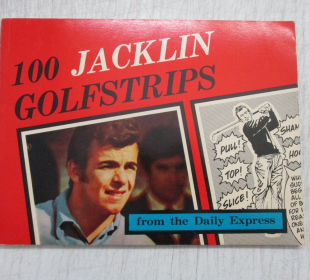 100 JACKLIN
GOLFSTRIPS
PULL!
TOP!
SLICE!
from the Daily Express